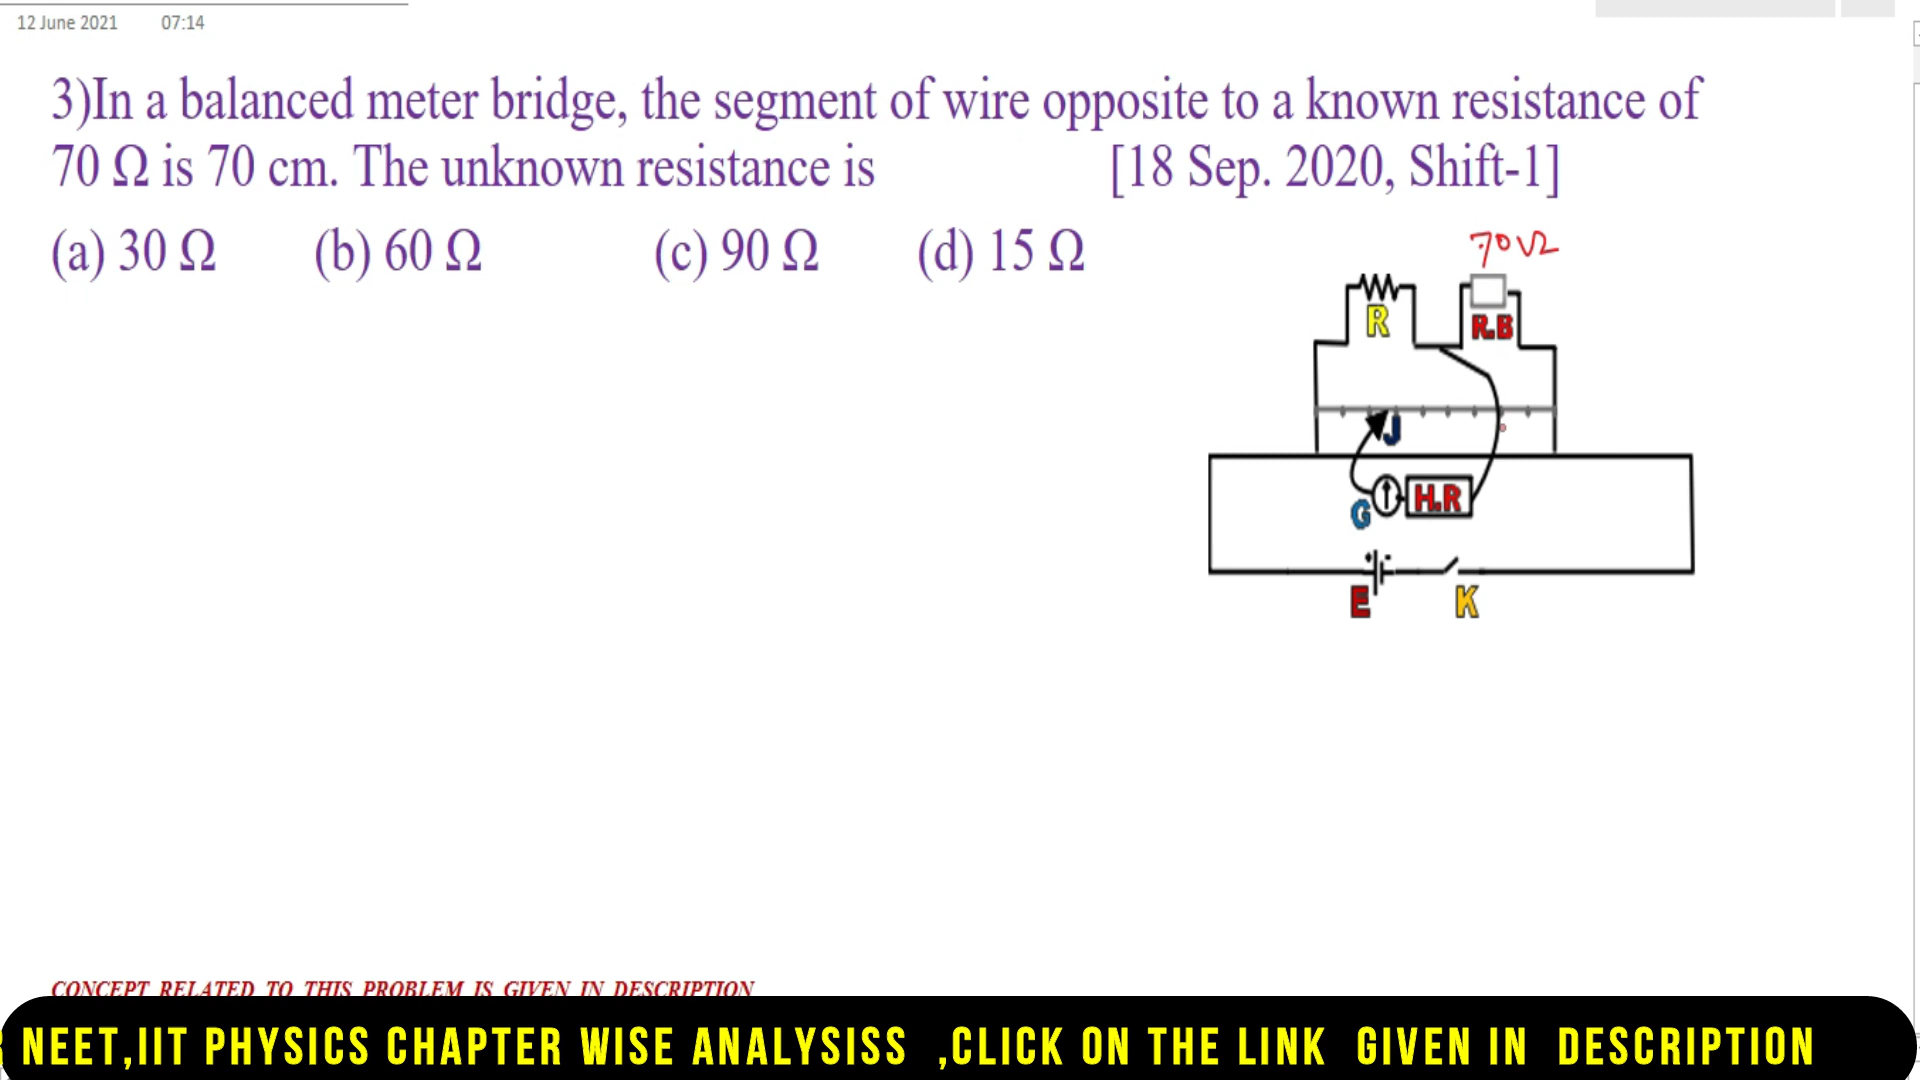 12 June 2021 07:14
3)In a balanced meter bridge, the segment of wire opposite to a known resistance of
70 Ω is 70 cm. The unknown resistance is [18 Sep. 2020, Shift-1]
(a) 30 Ω (b) 60 Ω (c) 90 Ω (d) 15 Ω
70 Ω
R R.B
J
G H.R
E K
CONCEPT RELATED TO THIS PROBLEM IS GIVEN IN DESCRIPTION
NEET,IIT PHYSICS CHAPTER WISE ANALYSISS ,CLICK ON THE LINK GIVEN IN DESCRIPTION